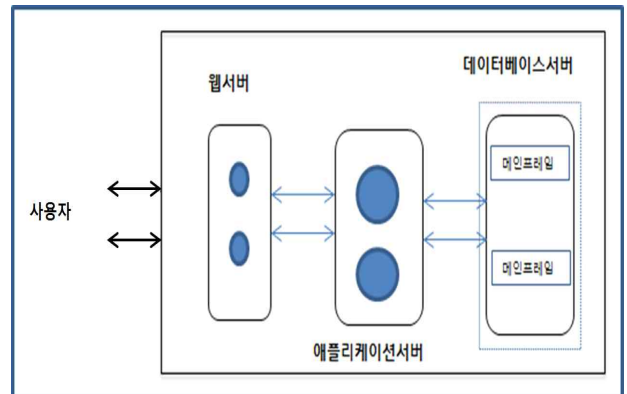 데이터베이스서버
웹서버
메인프레임
사용자
메인프레임
애플리케이션서버